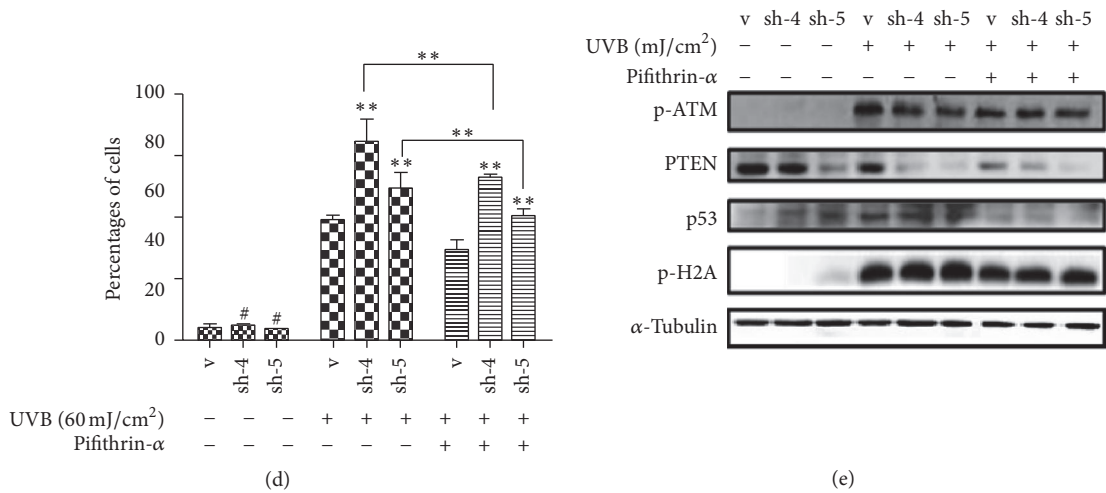 ** **
** ** ** **
100
80
60
40
20
0
Percentages of cells
# #
v sh-4 sh-5 v sh-4 sh-5 v sh-4 sh-5
UVB (60 mJ/cm²) − − − + + + + + +
Pifithrin-α − − − − − − + + +
(d)
v sh-4 sh-5 v sh-4 sh-5 v sh-4 sh-5
UVB (mJ/cm²) − − − + + + + + +
Pifithrin-α − − − − − − + + +
p-ATM
PTEN
p53
p-H2A
α-Tubulin
(e)